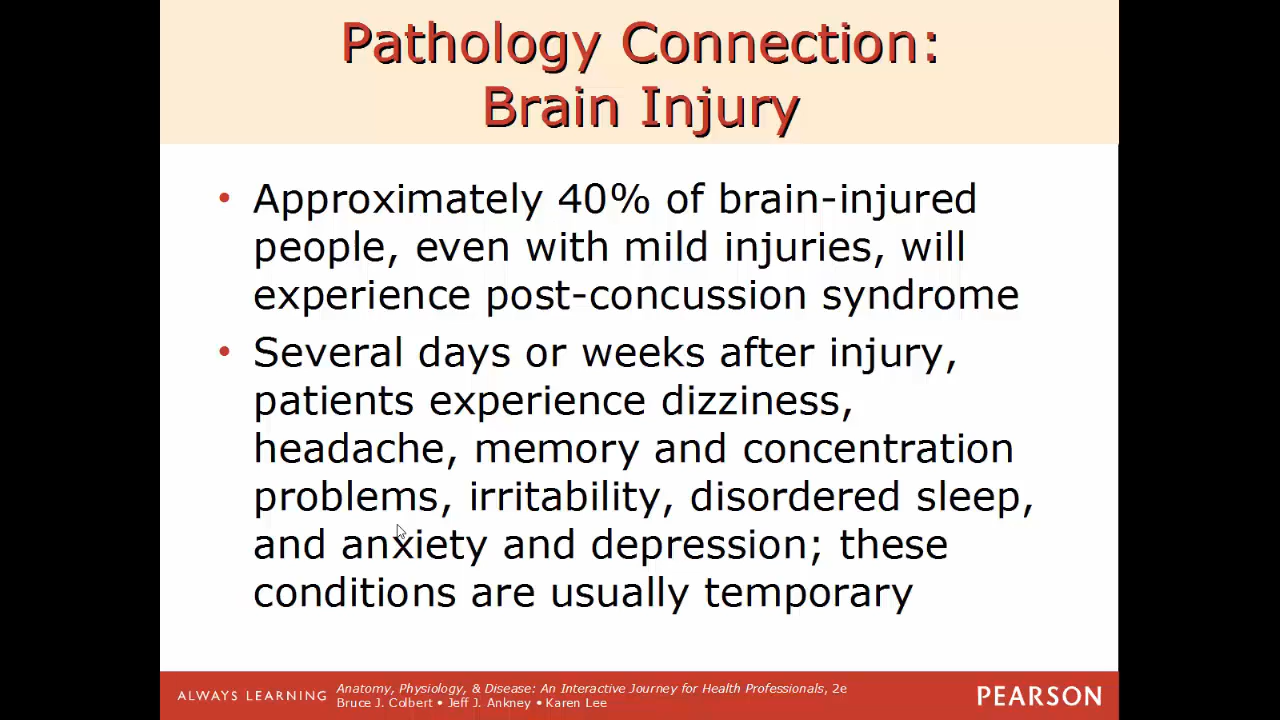 Pathology Connection:
Brain Injury
• Approximately 40% of brain-injured
people, even with mild injuries, will
experience post-concussion syndrome
• Several days or weeks after injury,
patients experience dizziness,
headache, memory and concentration
problems, irritability, disordered sleep,
and anxiety and depression; these
conditions are usually temporary
ALWAYS LEARNING
Anatomy, Physiology, & Disease: An Interactive Journey for Health Professionals, 2e
Bruce J. Colbert • Jeff J. Ankney • Karen Lee
PEARSON